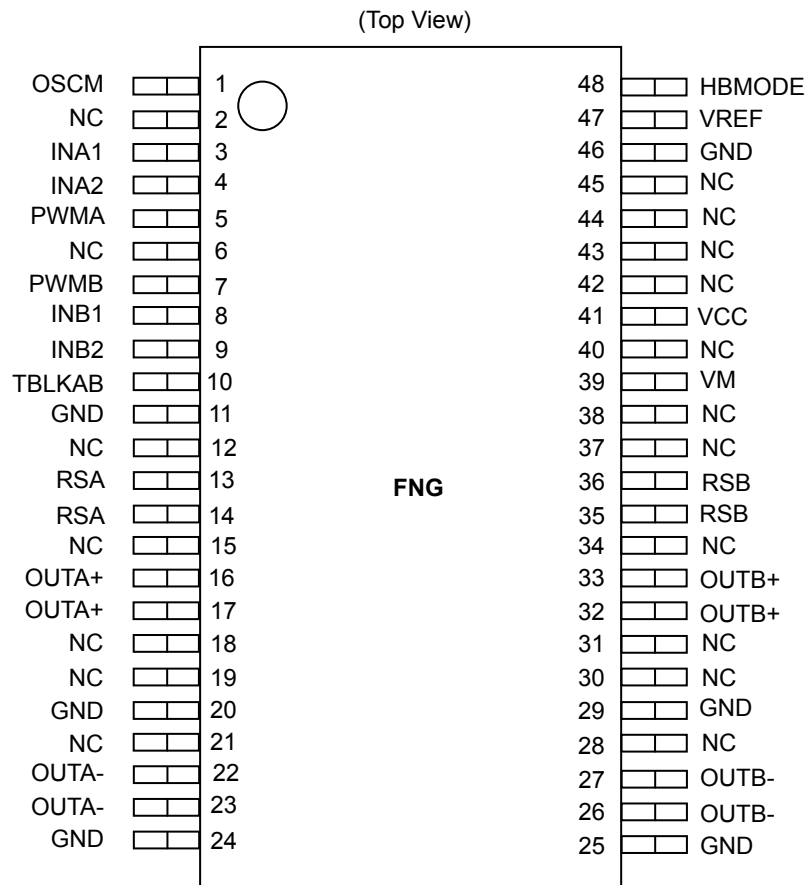 (Top View)
OSCM 1 48 HBMODE
NC 2 47 VREF
INA1 3 46 GND
INA2 4 45 NC
PWMA 5 44 NC
NC 6 43 NC
PWMB 7 42 NC
INB1 8 41 VCC
INB2 9 40 NC
TBLKAB 10 39 VM
GND 11 38 NC
NC 12 37 NC
RSA 13 36 RSB
FNG
RSA 14 35 RSB
NC 15 34 NC
OUTA+ 16 33 OUTB+
OUTA+ 17 32 OUTB+
NC 18 31 NC
NC 19 30 NC
GND 20 29 GND
NC 21 28 NC
OUTA- 22 27 OUTB-
OUTA- 23 26 OUTB-
GND 24 25 GND